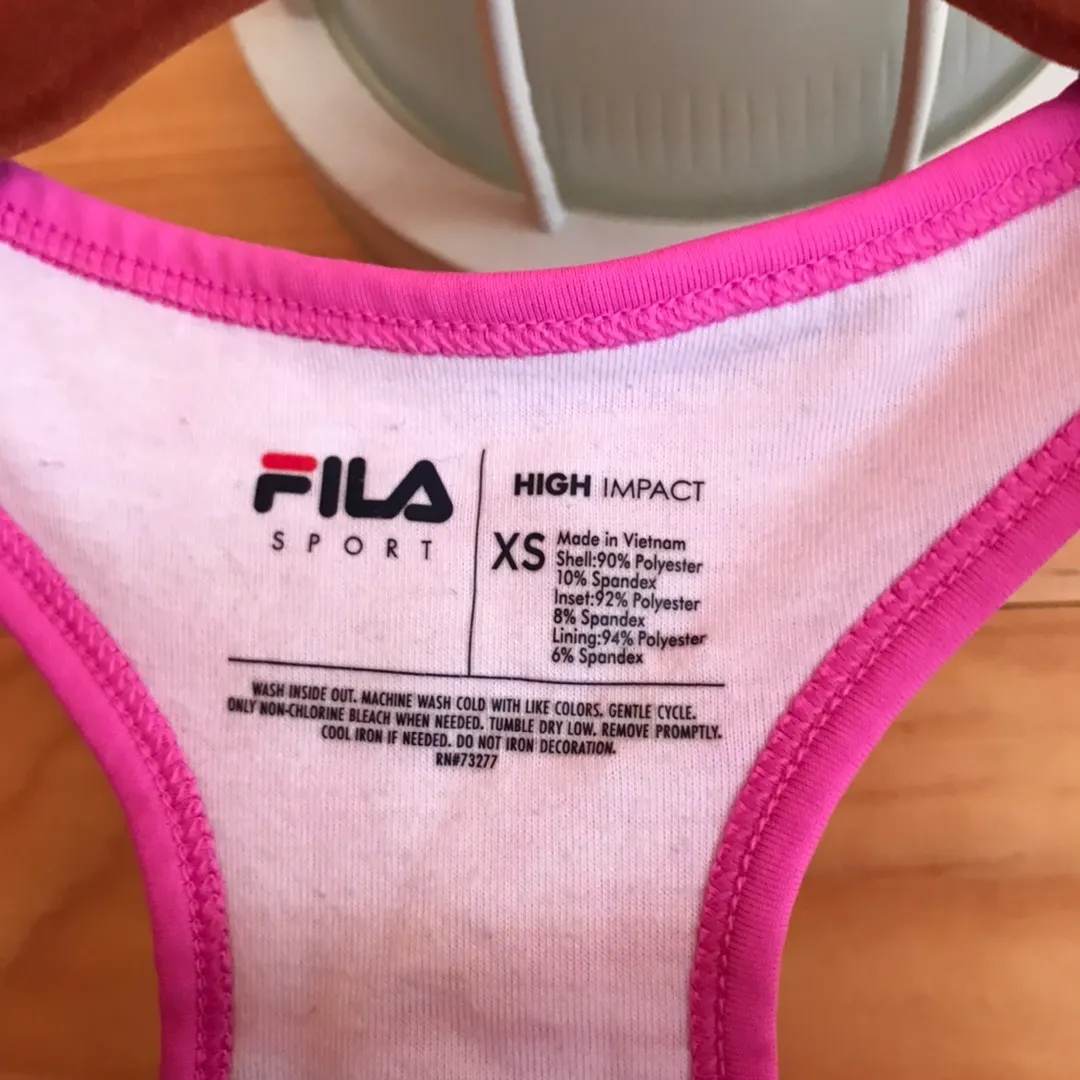 FILA
SPORT
HIGH IMPACT
XS
Made in Vietnam
Shell:90% Polyester
10% Spandex
Inset:92% Polyester
8% Spandex
Lining:94% Polyester
6% Spandex
WASH INSIDE OUT. MACHINE WASH COLD WITH LIKE COLORS. GENTLE CYCLE.
ONLY NON-CHLORINE BLEACH WHEN NEEDED. TUMBLE DRY LOW. REMOVE PROMPTLY.
COOL IRON IF NEEDED. DO NOT IRON DECORATION.
RN#73277